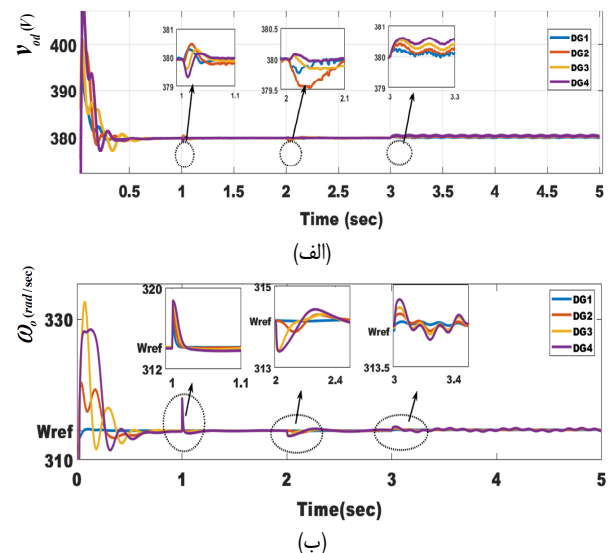 v_od (V)
400
390
380
381
380
379
1
1.1
380.5
380
379.5
2
2.1
381
380
379
3
3.3
DG1
DG2
DG3
DG4
0.5 1 1.5 2 2.5 3 3.5 4 4.5 5
Time (sec)
(الف)
ω_o (rad/sec)
330
Wref
310
320
Wref
312
1
1.1
315
Wref
313
2
2.4
Wref
313.5
3
3.4
DG1
DG2
DG3
DG4
0 1 2 3 4 5
Time(sec)
(ب)